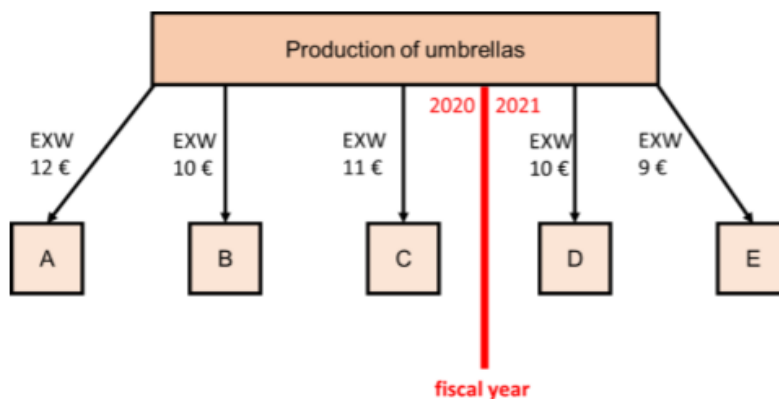 Production of umbrellas
2020 2021
EXW
12 €
EXW
10 €
EXW
11 €
EXW
10 €
EXW
9 €
A
B
C
D
E
fiscal year